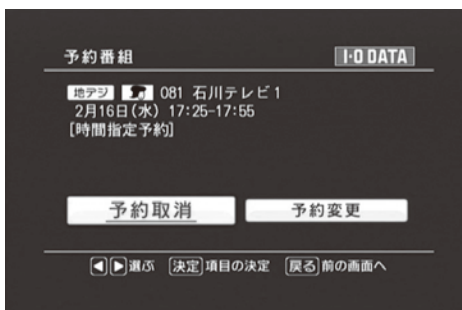 予約番組
I-O DATA
地デジ 081 石川テレビ1
2月16日(水) 17:25-17:55
[時間指定予約]
予約取消 予約変更
◀▶選ぶ 決定項目の決定 戻る前の画面へ